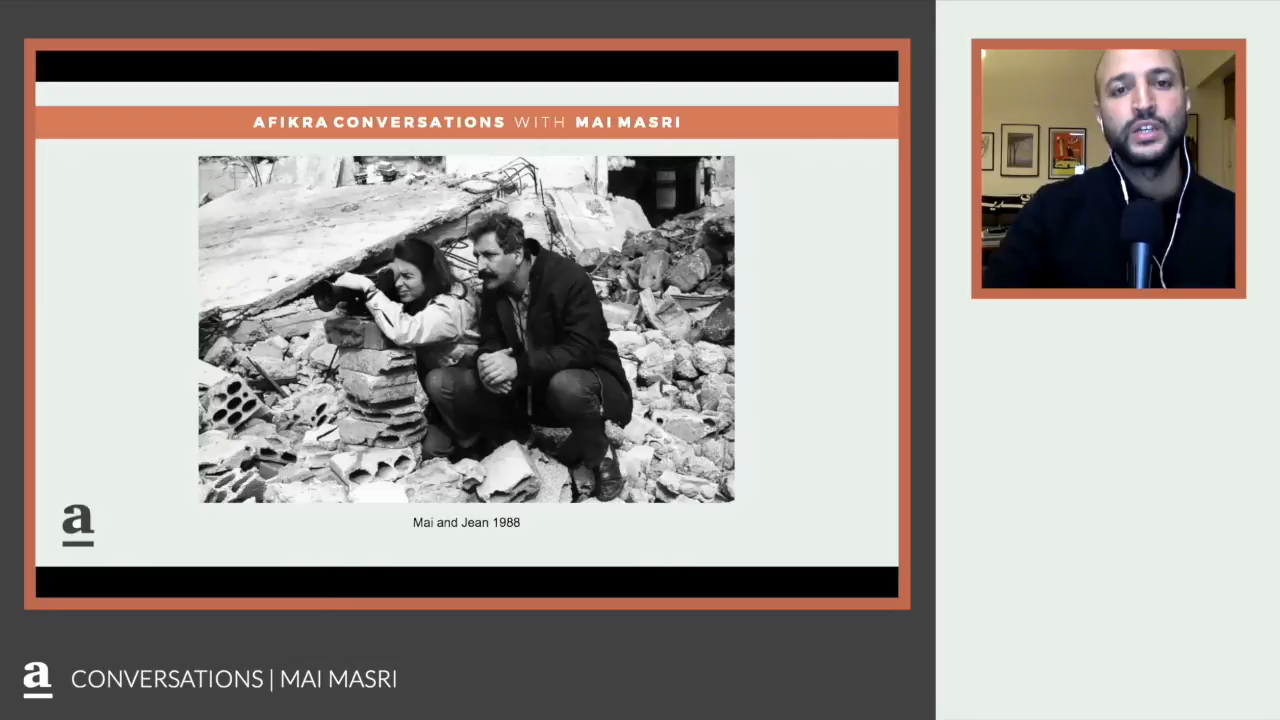 AFIKRA CONVERSATIONS WITH MAI MASRI
a
Mai and Jean 1988
a CONVERSATIONS | MAI MASRI